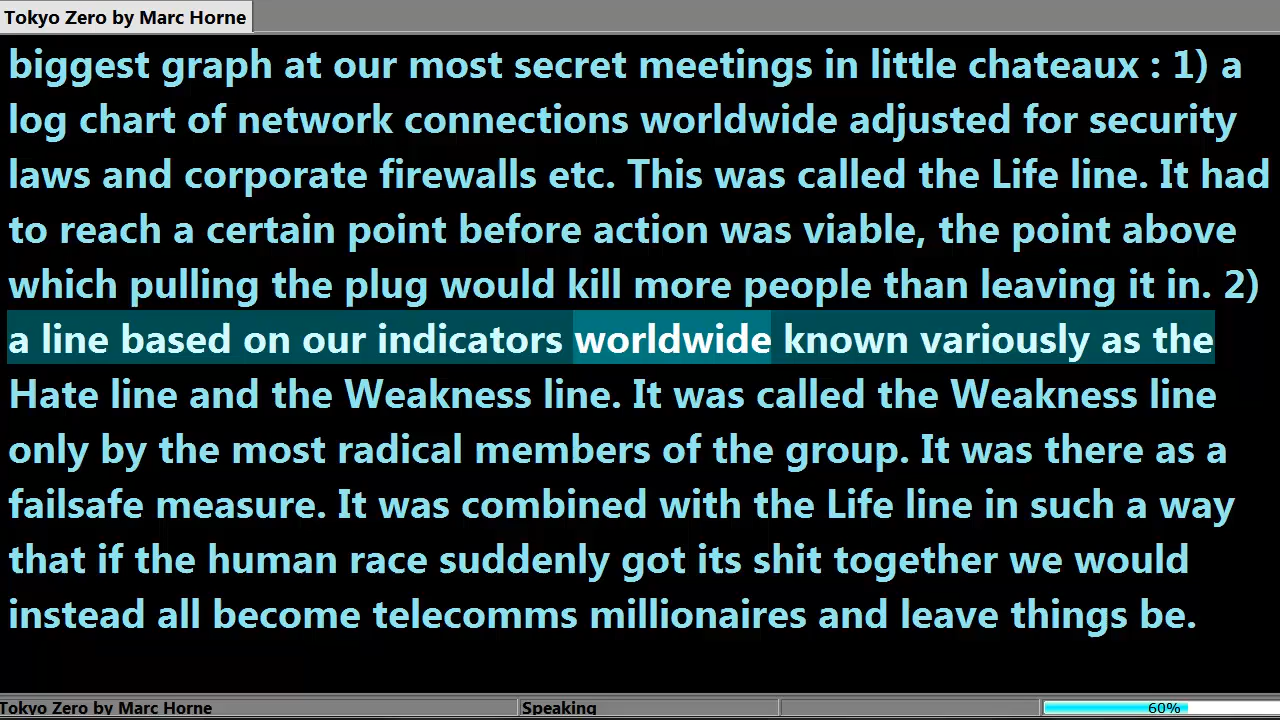 Tokyo Zero by Marc Horne
biggest graph at our most secret meetings in little chateaux : 1) a
log chart of network connections worldwide adjusted for security
laws and corporate firewalls etc. This was called the Life line. It had
to reach a certain point before action was viable, the point above
which pulling the plug would kill more people than leaving it in. 2)
a line based on our indicators worldwide known variously as the
Hate line and the Weakness line. It was called the Weakness line
only by the most radical members of the group. It was there as a
failsafe measure. It was combined with the Life line in such a way
that if the human race suddenly got its shit together we would
instead all become telecomms millionaires and leave things be.
Tokyo Zero by Marc Horne Speaking 60%